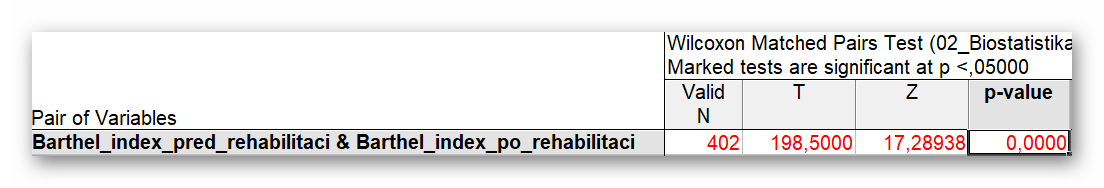 Wilcoxon Matched Pairs Test (02_Biostatistika
Marked tests are significant at p <,05000
Pair of Variables Valid N T Z p-value
Barthel_index_pred_rehabilitaci & Barthel_index_po_rehabilitaci 402 198,5000 17,28938 0,0000